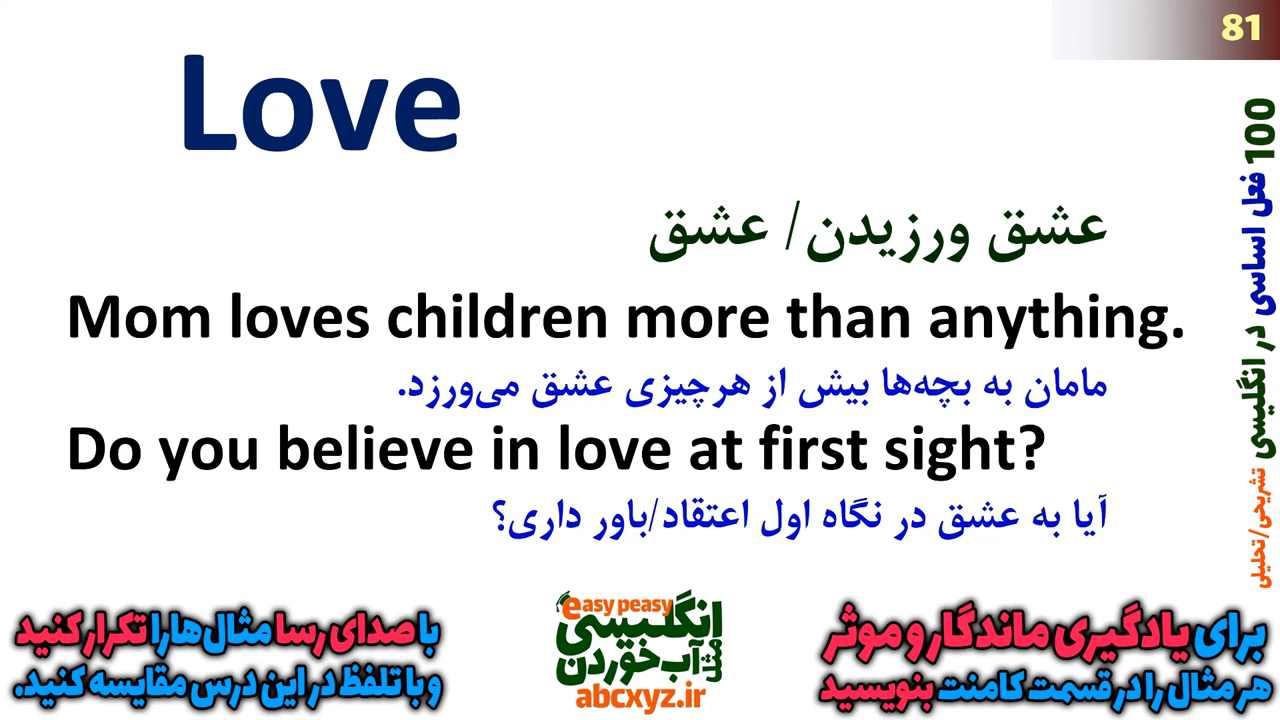 81
Love
عشق ورزیدن/ عشق
Mom loves children more than anything.
مامان به بچه‌ها بیش از هرچیزی عشق می‌ورزد.
Do you believe in love at first sight?
آیا به عشق در نگاه اول اعتقاد/باور داری؟
100 فعل اساسی در انگلیسی تشریحی/تحلیلی
برای یادگیری ماندگار و موثر
هر مثال را در قسمت کامنت بنویسید
easy peasy
انگلیسی
مثل آب خوردن
abcxyz.ir
با صدای رسا مثال‌ها را تکرار کنید
و با تلفظ در این درس مقایسه کنید.